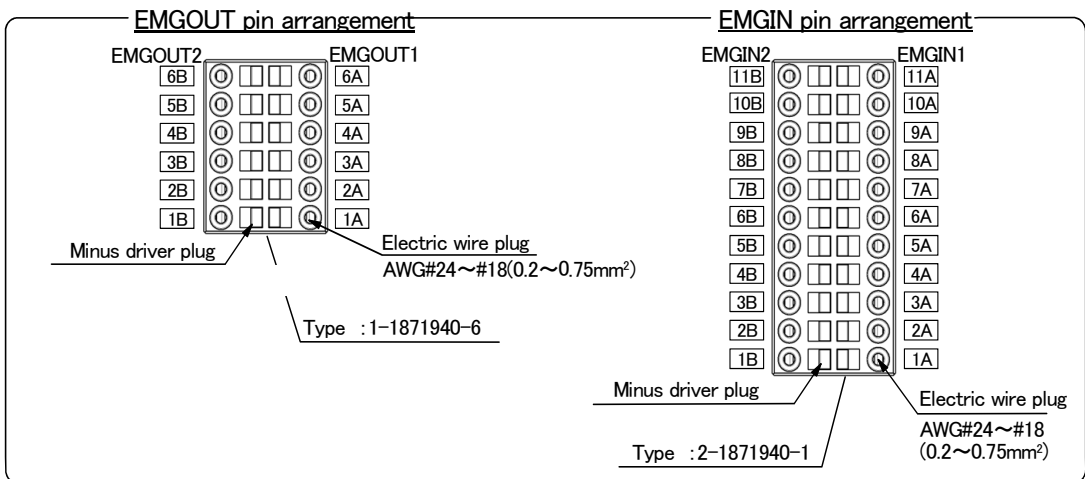 EMGOUT pin arrangement
EMGOUT2 EMGOUT1
6B 6A
5B 5A
4B 4A
3B 3A
2B 2A
1B 1A
Minus driver plug
Electric wire plug
AWG#24～#18(0.2～0.75mm²)
Type :1-1871940-6
EMGIN pin arrangement
EMGIN2 EMGIN1
11B 11A
10B 10A
9B 9A
8B 8A
7B 7A
6B 6A
5B 5A
4B 4A
3B 3A
2B 2A
1B 1A
Minus driver plug
Electric wire plug
AWG#24～#18
(0.2～0.75mm²)
Type :2-1871940-1